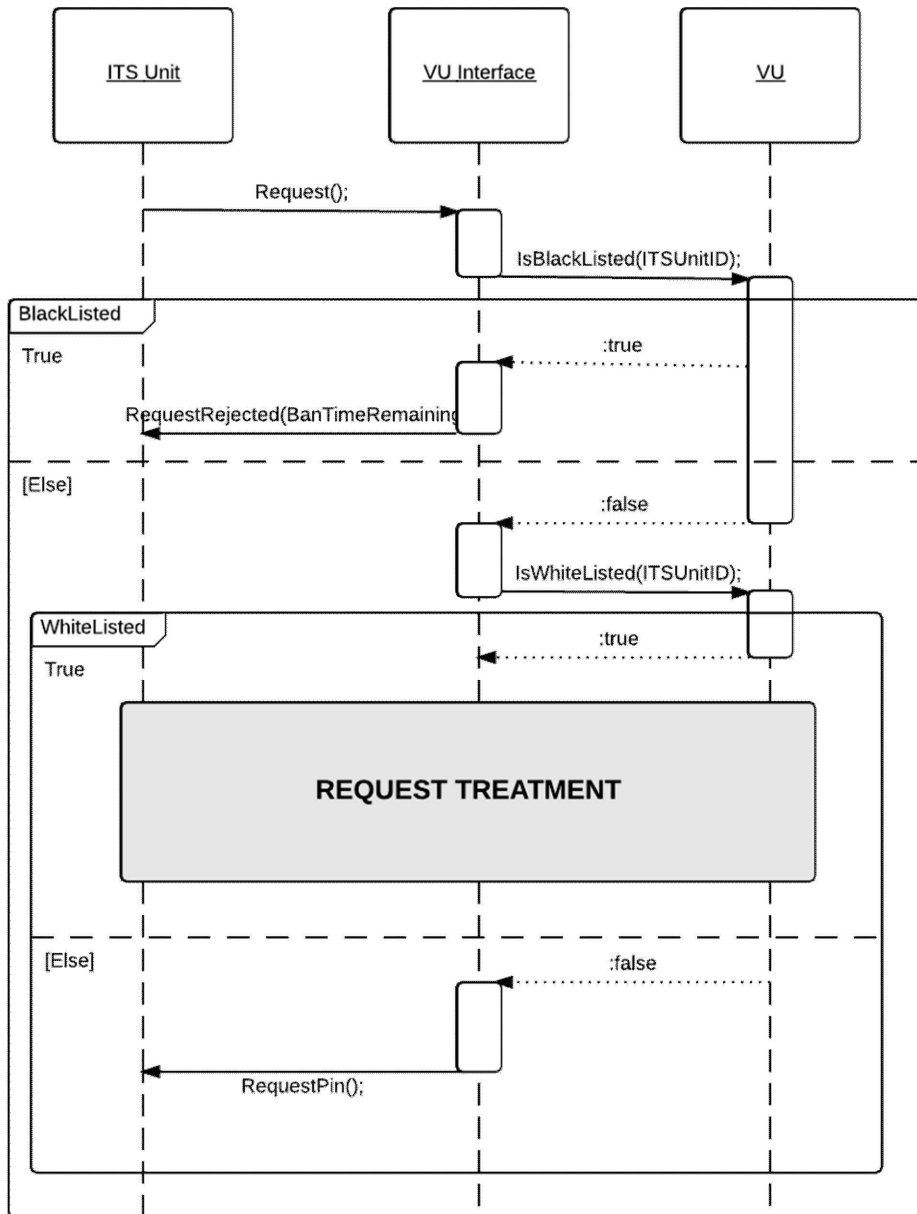 ITS Unit
VU Interface
VU
Request();
IsBlackListed(ITSUnitID);
BlackListed
True
:true
RequestRejected(BanTimeRemaining
[Else]
:false
IsWhiteListed(ITSUnitID);
WhiteListed
:true
True
REQUEST TREATMENT
[Else]
:false
RequestPin();